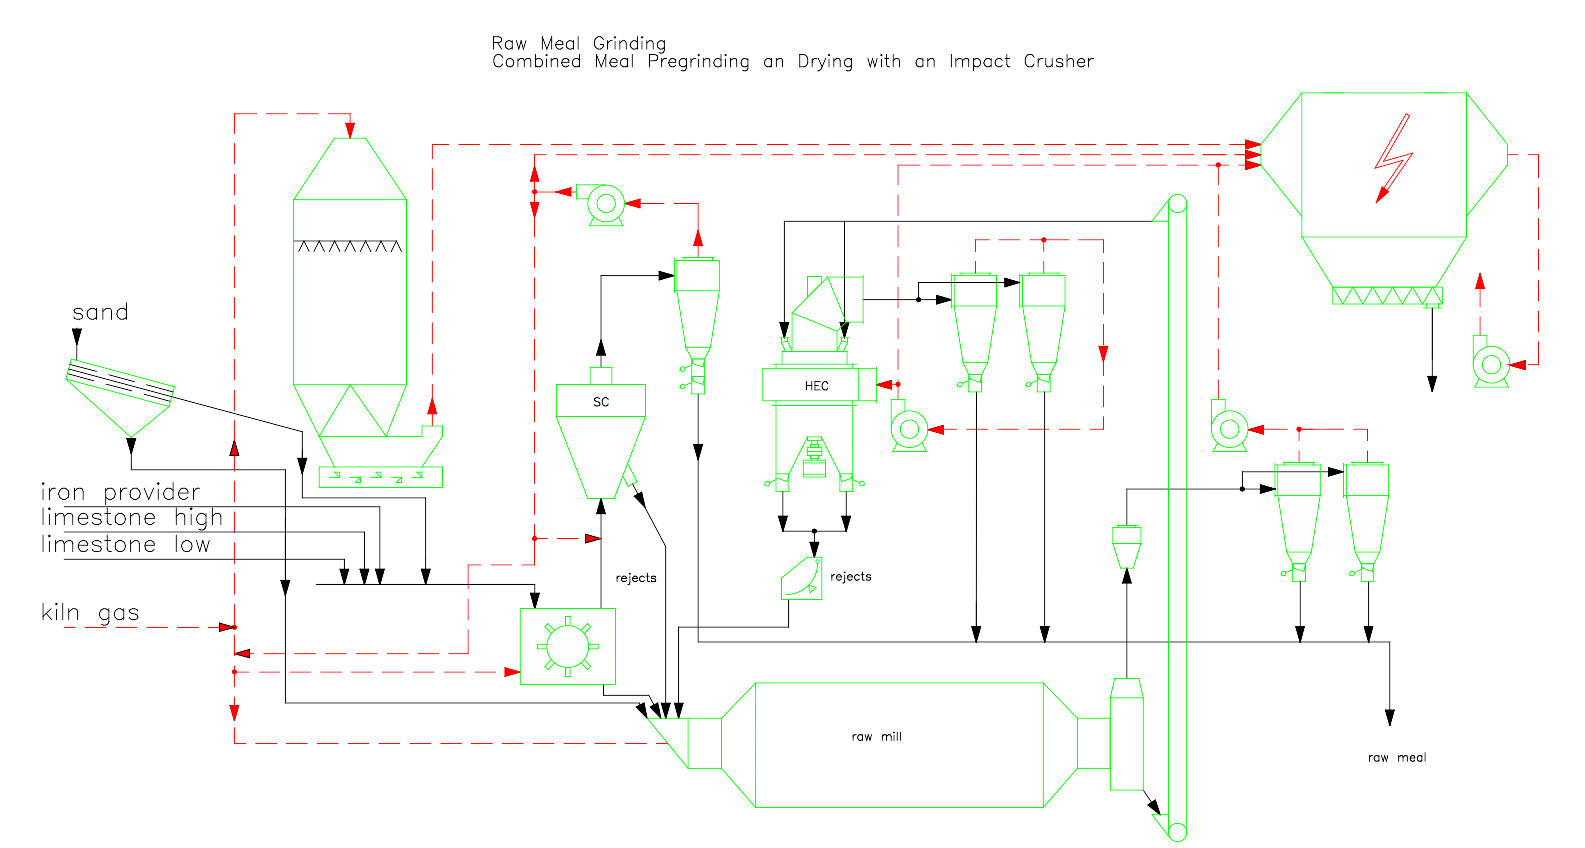 Raw Meal Grinding
Combined Meal Pregrinding an Drying with an Impact Crusher
sand
HEC
SC
iron provider
limestone high
limestone low
rejects
rejects
kiln gas
raw mill
raw meal